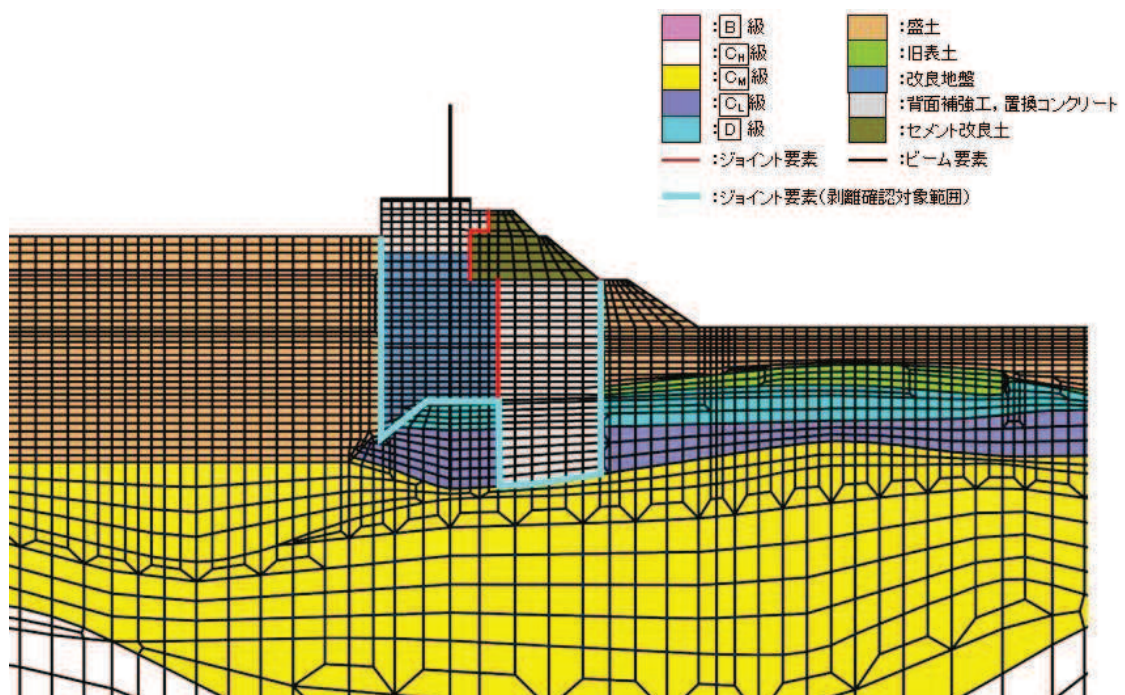 :B 級
:CH級
:CM級
:CL級
:D 級
:ジョイント要素
:ジョイント要素(剥離確認対象範囲)
:盛土
:旧表土
:改良地盤
:背面補強工，置換コンクリート
:セメント改良土
:ビーム要素